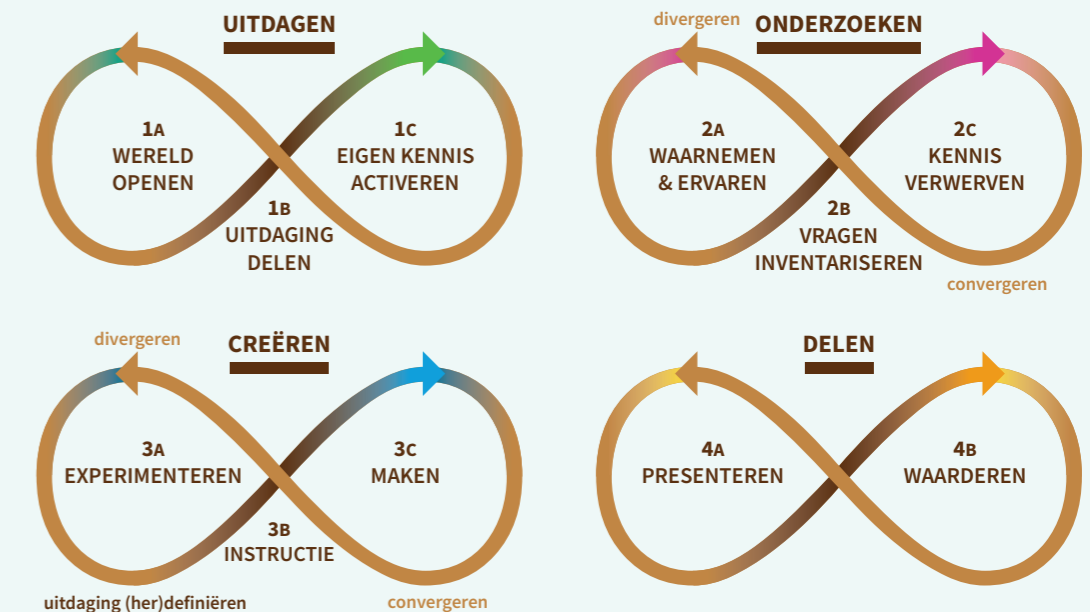 UITDAGEN
1A
WERELD
OPENEN
1C
EIGEN KENNIS
ACTIVEREN
1B
UITDAGING
DELEN
divergeren
ONDERZOEKEN
2A
WAARNEMEN
& ERVAREN
2C
KENNIS
VERWERVEN
2B
VRAGEN
INVENTARISEREN
convergeren
divergeren
CREËREN
3A
EXPERIMENTEREN
3C
MAKEN
3B
INSTRUCTIE
uitdaging (her)definiëren
convergeren
DELEN
4A
PRESENTEREN
4B
WAARDEREN